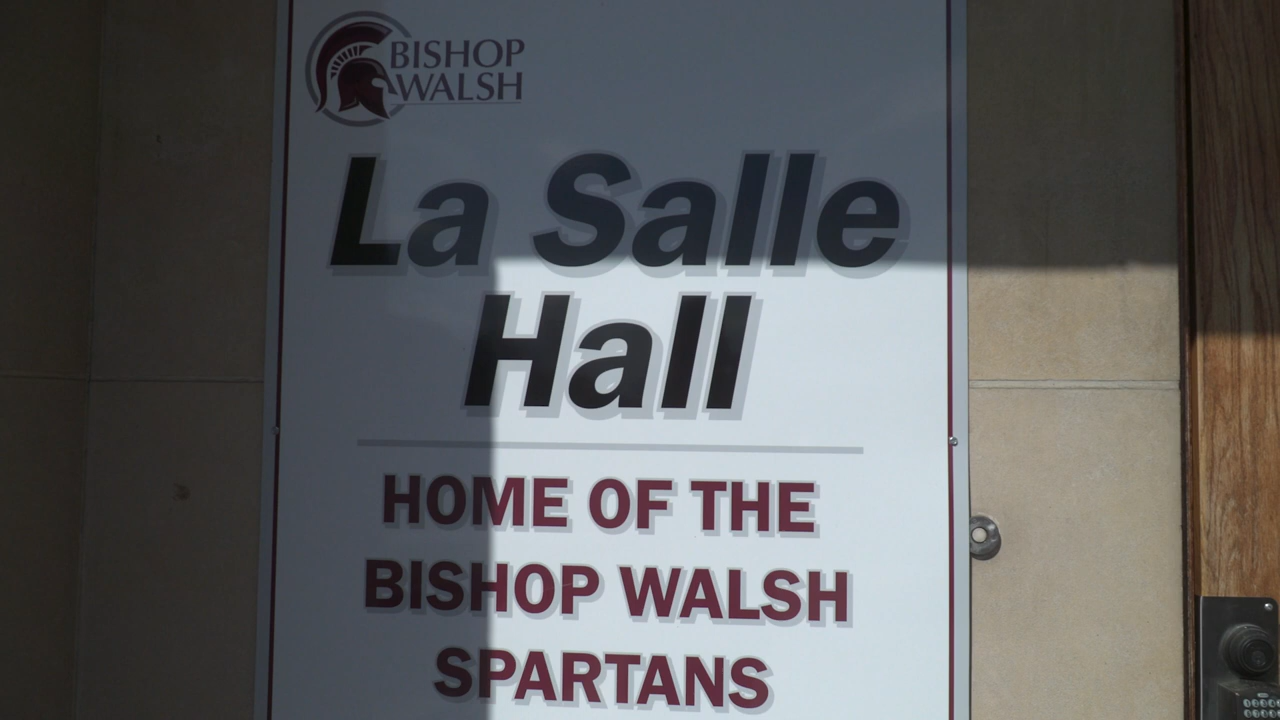 BISHOP
WALSH
La Salle
Hall
HOME OF THE
BISHOP WALSH
SPARTANS